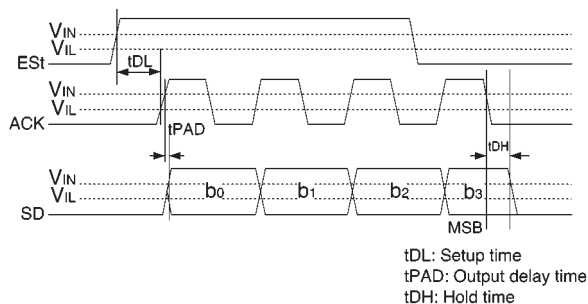 VIN
VIL
ESt
tDL
VIN
VIL
ACK
tPAD
tDH
VIN
VIL
SD
b0 b1 b2 b3
MSB
tDL: Setup time
tPAD: Output delay time
tDH: Hold time